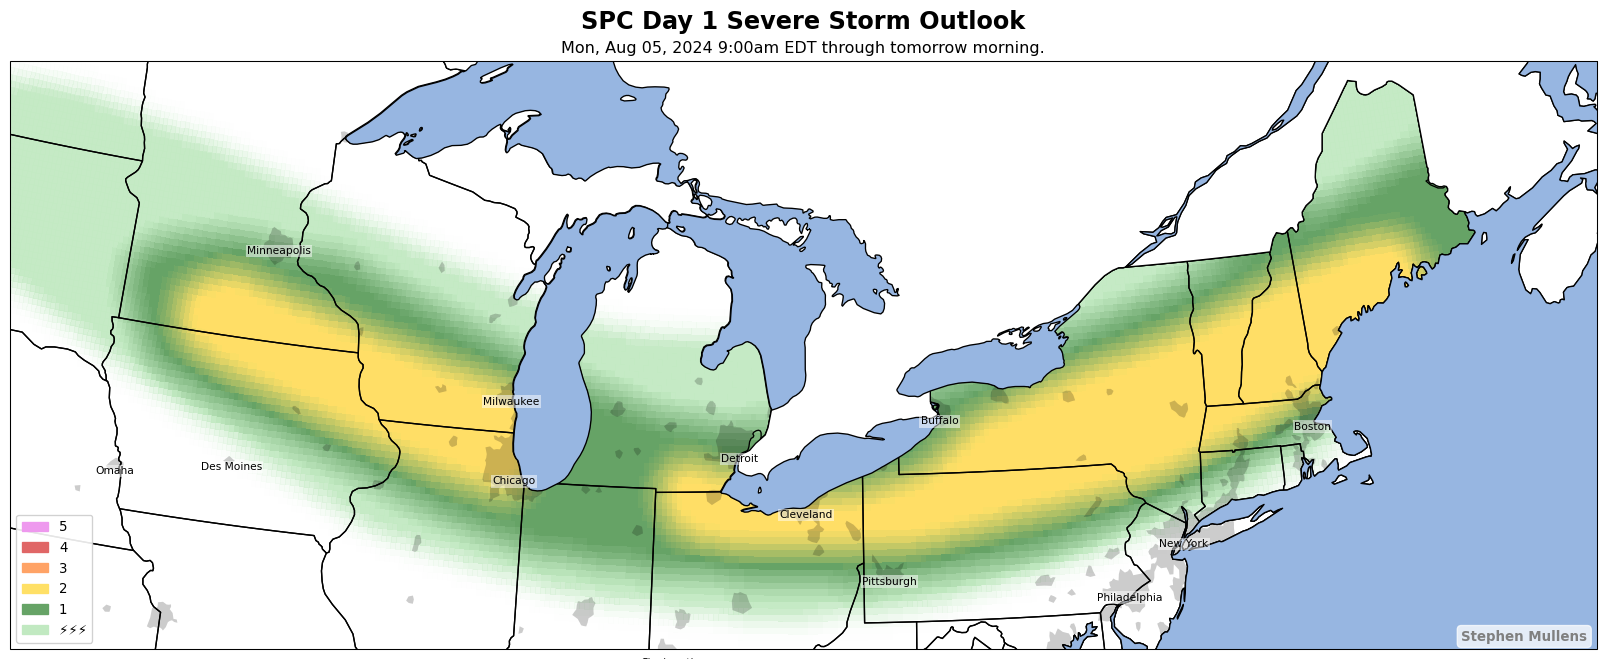 SPC Day 1 Severe Storm Outlook
Mon, Aug 05, 2024 9:00am EDT through tomorrow morning.
Minneapolis
Milwaukee
Buffalo
Boston
Detroit
Omaha
Des Moines
Chicago
Cleveland
New York
Pittsburgh
Philadelphia
5
4
3
2
1
⚡⚡⚡
Stephen Mullens